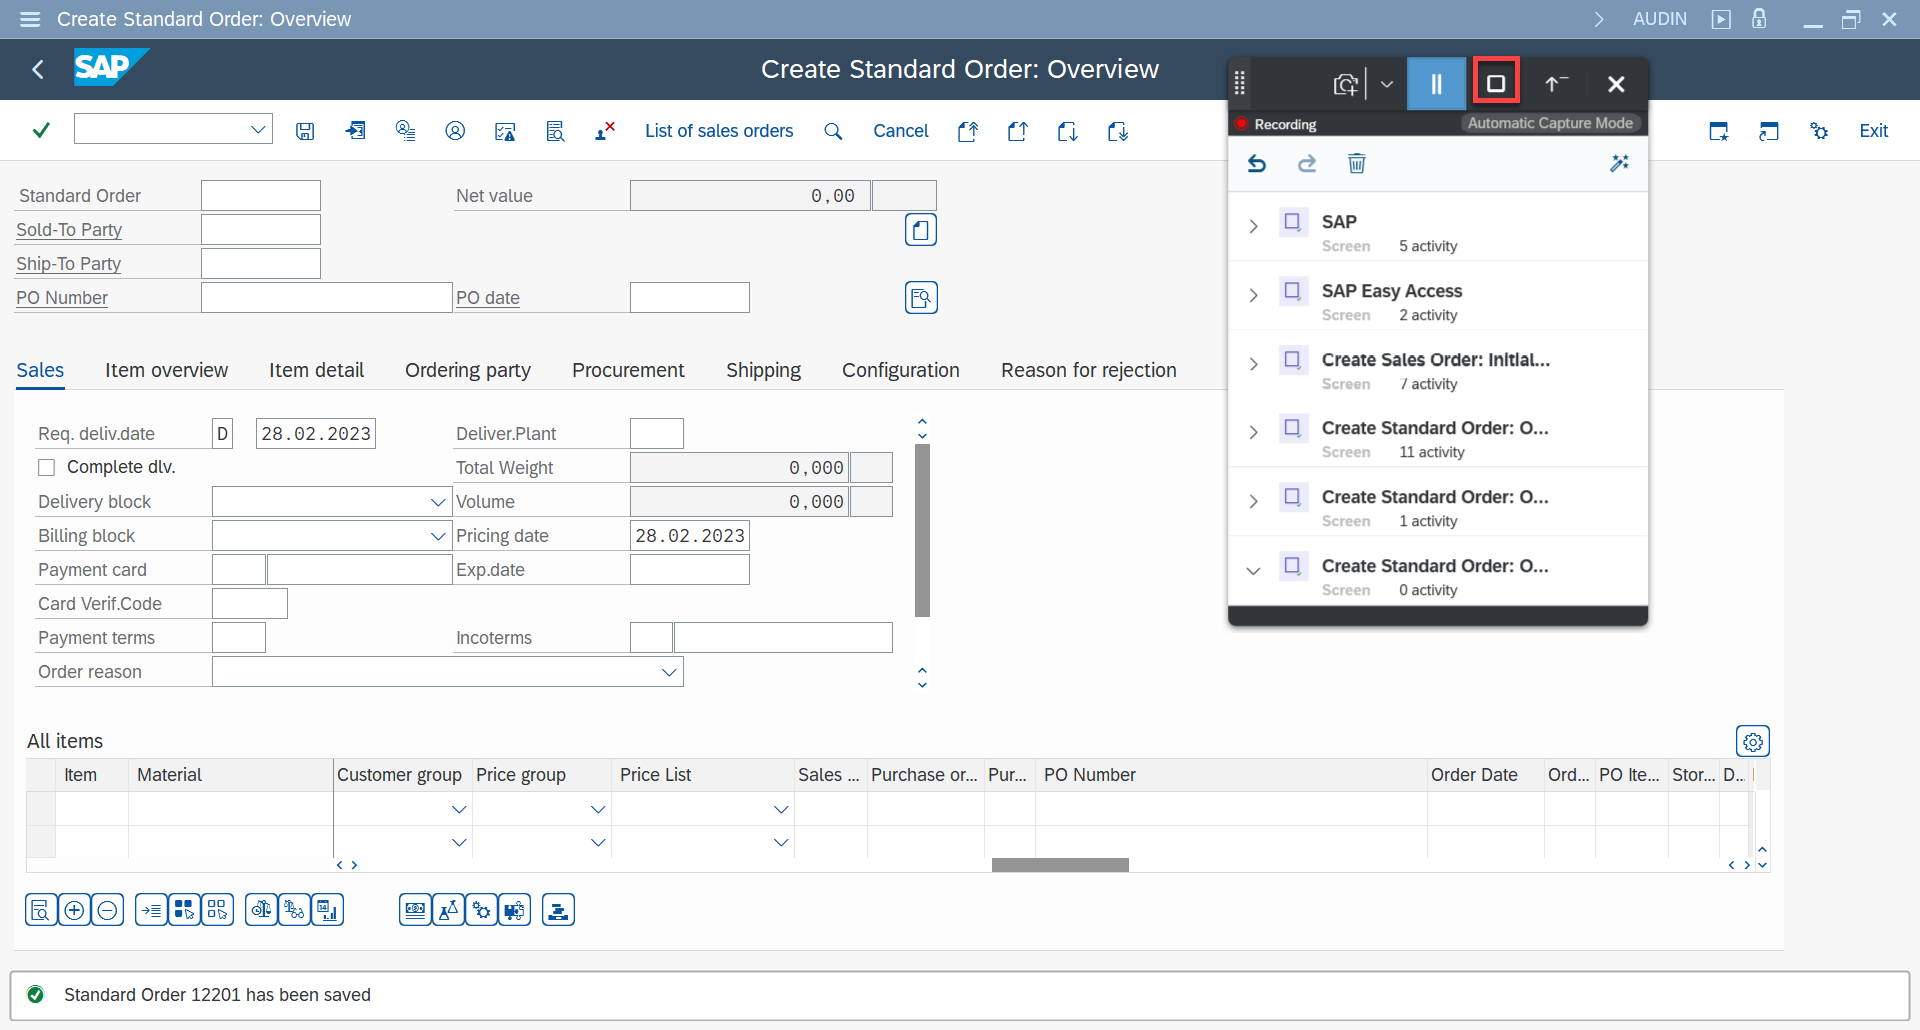 Create Standard Order: Overview
AUDIN
SAP
Create Standard Order: Overview
List of sales orders
Cancel
Exit
Recording
Automatic Capture Mode
Standard Order
Net value
0,00
Sold-To Party
Ship-To Party
PO Number
PO date
SAP
Screen 5 activity
SAP Easy Access
Screen 2 activity
Create Sales Order: Initial...
Screen 7 activity
Create Standard Order: O...
Screen 11 activity
Create Standard Order: O...
Screen 1 activity
Create Standard Order: O...
Screen 0 activity
Sales
Item overview
Item detail
Ordering party
Procurement
Shipping
Configuration
Reason for rejection
Req. deliv.date
D
28.02.2023
Deliver.Plant
Complete dlv.
Total Weight
0,000
Delivery block
Volume
0,000
Billing block
Pricing date
28.02.2023
Payment card
Exp.date
Card Verif.Code
Payment terms
Incoterms
Order reason
All items
Item
Material
Customer group
Price group
Price List
Sales ...
Purchase or...
Pur...
PO Number
Order Date
Ord...
PO Ite...
Stor...
D...
14
Standard Order 12201 has been saved